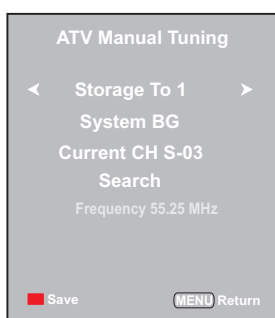 ATV Manual Tuning
Storage To 1
System BG
Current CH S-03
Search
Frequency 55.25 MHz
Save MENU Return